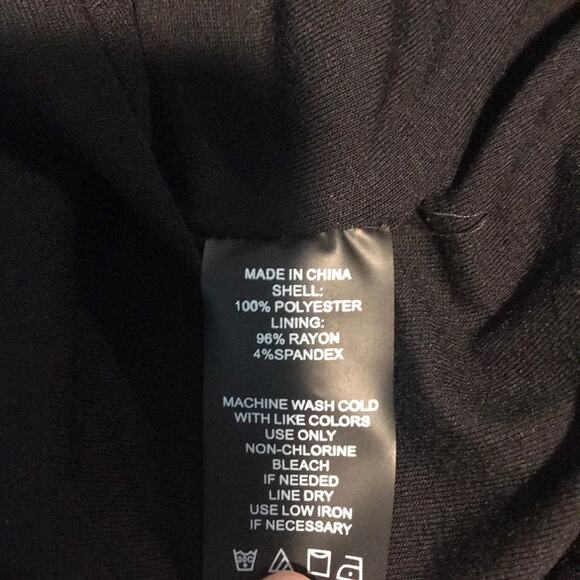 MADE IN CHINA
SHELL:
100% POLYESTER
LINING:
96% RAYON
4%SPANDEX
MACHINE WASH COLD
WITH LIKE COLORS
USE ONLY
NON-CHLORINE
BLEACH
IF NEEDED
LINE DRY
USE LOW IRON
IF NECESSARY
30C